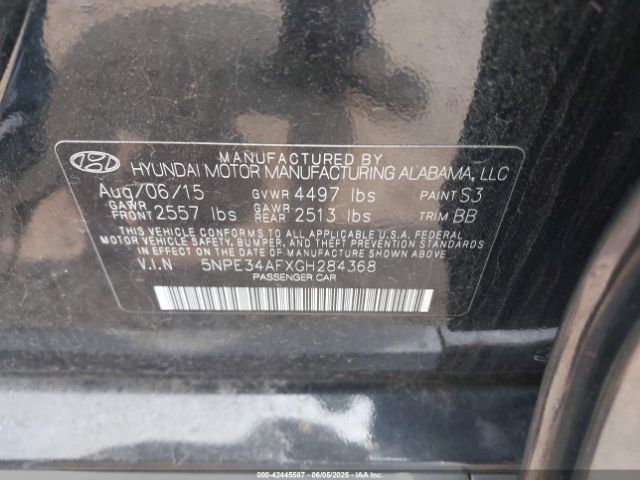 MANUFACTURED BY
HYUNDAI MOTOR MANUFACTURING ALABAMA, LLC
Aug/06/15 GVWR 4497 lbs PAINT S3
GAWR FRONT 2557 lbs GAWR REAR 2513 lbs TRIM BB
THIS VEHICLE CONFORMS TO ALL APPLICABLE U.S.A FEDERAL
MOTOR VEHICLE SAFETY, BUMPER, AND THEFT PREVENTION
STANDARDS IN EFFECT ON THE DATE OF MANUFACTURE SHOWN ABOVE.
V.I.N 5NPE34AFXGH284368
PASSENGER CAR
000-42445587 - 06/05/2025 - IAAI.COM